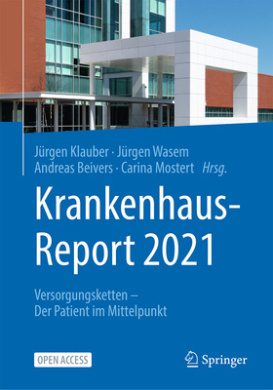 Jürgen Klauber · Jürgen Wasem
Andreas Beivers · Carina Mostert Hrsg.
Krankenhaus-
Report 2021
Versorgungsketten –
Der Patient im Mittelpunkt
OPEN ACCESS
Springer